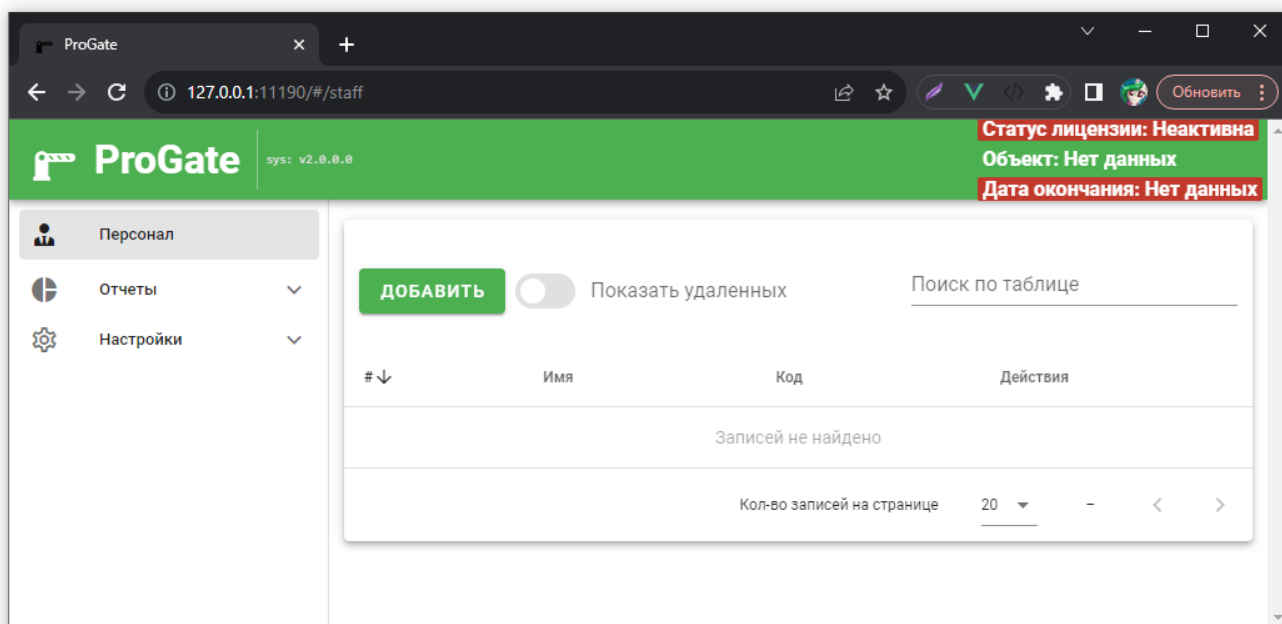 ProGate
127.0.0.1:11190/#/staff
Обновить
ProGate
sys: v2.0.0.0
Статус лицензии: Неактивна
Объект: Нет данных
Дата окончания: Нет данных
Персонал
Отчеты
Настройки
ДОБАВИТЬ
Показать удаленных
Поиск по таблице
# Имя Код Действия
Записей не найдено
Кол-во записей на странице 20 –